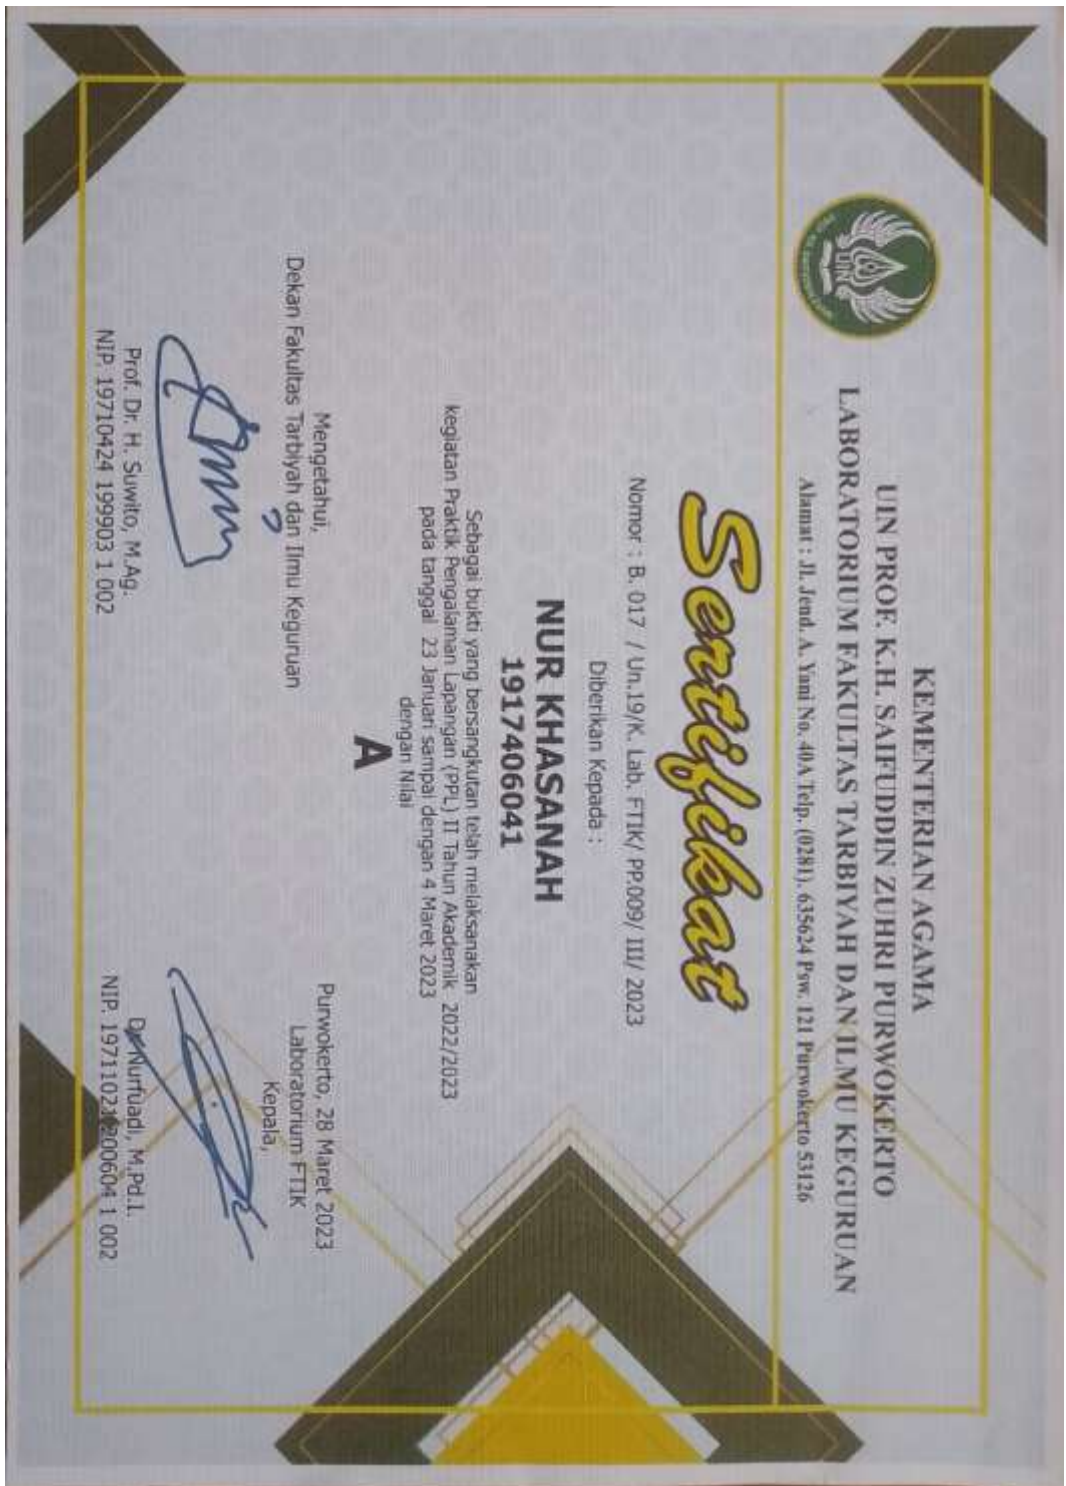 KEMENTERIAN AGAMA
UIN PROF. K.H. SAIFUDDIN ZUHRI PURWOKERTO
LABORATORIUM FAKULTAS TARBIYAH DAN ILMU KEGURUAN
Alamat : Jl. Jend. A. Yani No. 40A Telp. (0281). 635624 Psw. 121 Purwokerto 53126
UIN
Sertifikat
Nomor : B. 017 / Un.19/K. Lab. FTIK/ PP.009/ III/ 2023
Diberikan Kepada :
NUR KHASANAH
1917406041
Sebagai bukti yang bersangkutan telah melaksanakan
kegiatan Praktik Pengalaman Lapangan (PPL) II Tahun Akademik 2022/2023
pada tanggal 23 Januari sampai dengan 4 Maret 2023
dengan Nilai
A
Mengetahui,
Dekan Fakultas Tarbiyah dan Ilmu Keguruan
Prof. Dr. H. Suwito, M.Ag.
NIP. 19710424 199903 1 002
Purwokerto, 28 Maret 2023
Laboratorium FTIK
Kepala,
Dr. Nurfuadi, M.Pd.I.
NIP. 19711021 200604 1 002